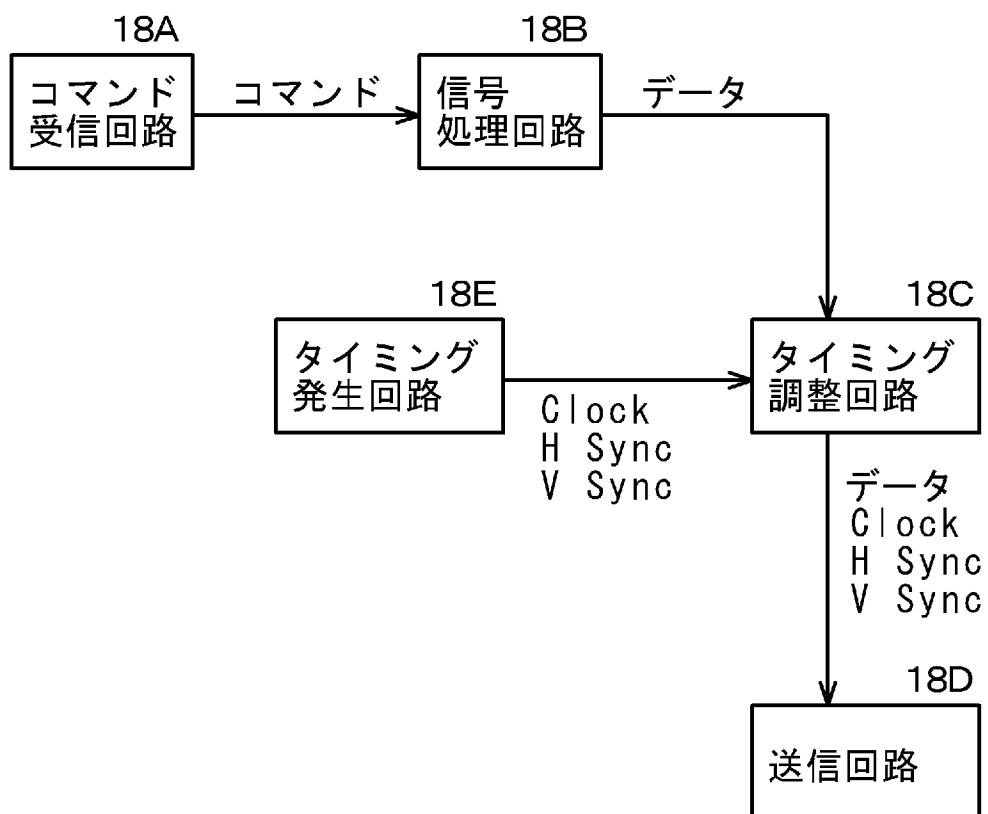 18A
コマンド
受信回路
コマンド
18B
信号
処理回路
データ
18E
タイミング
発生回路
Clock
H Sync
V Sync
18C
タイミング
調整回路
データ
Clock
H Sync
V Sync
18D
送信回路